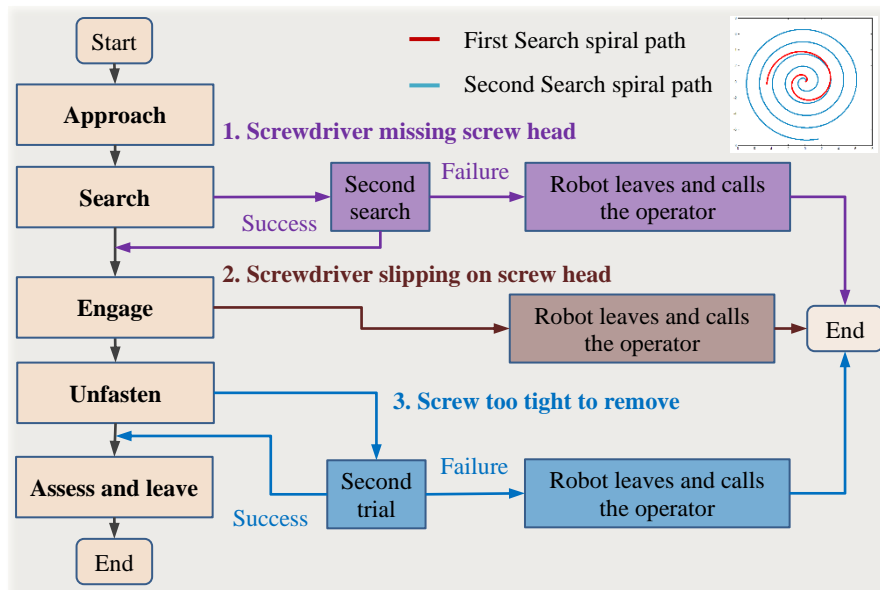 Start
First Search spiral path
Second Search spiral path
Approach
1. Screwdriver missing screw head
Search
Second
search
Failure
Robot leaves and calls
the operator
Success
2. Screwdriver slipping on screw head
Engage
Robot leaves and calls
the operator
End
Unfasten
3. Screw too tight to remove
Assess and leave
Second
trial
Failure
Robot leaves and calls
the operator
Success
End